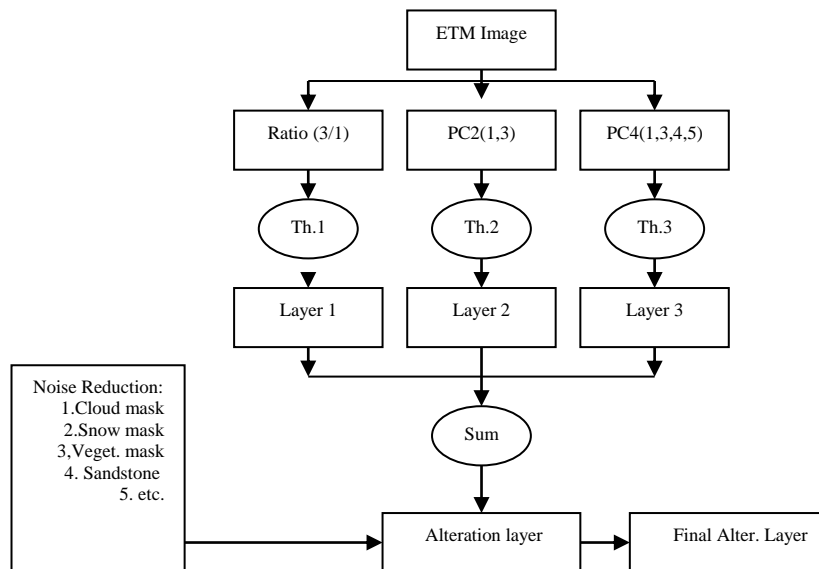 ETM Image
Ratio (3/1)
PC2(1,3)
PC4(1,3,4,5)
Th.1
Th.2
Th.3
Layer 1
Layer 2
Layer 3
Noise Reduction:
1.Cloud mask
2.Snow mask
3,Veget. mask
4. Sandstone
5. etc.
Sum
Alteration layer
Final Alter. Layer